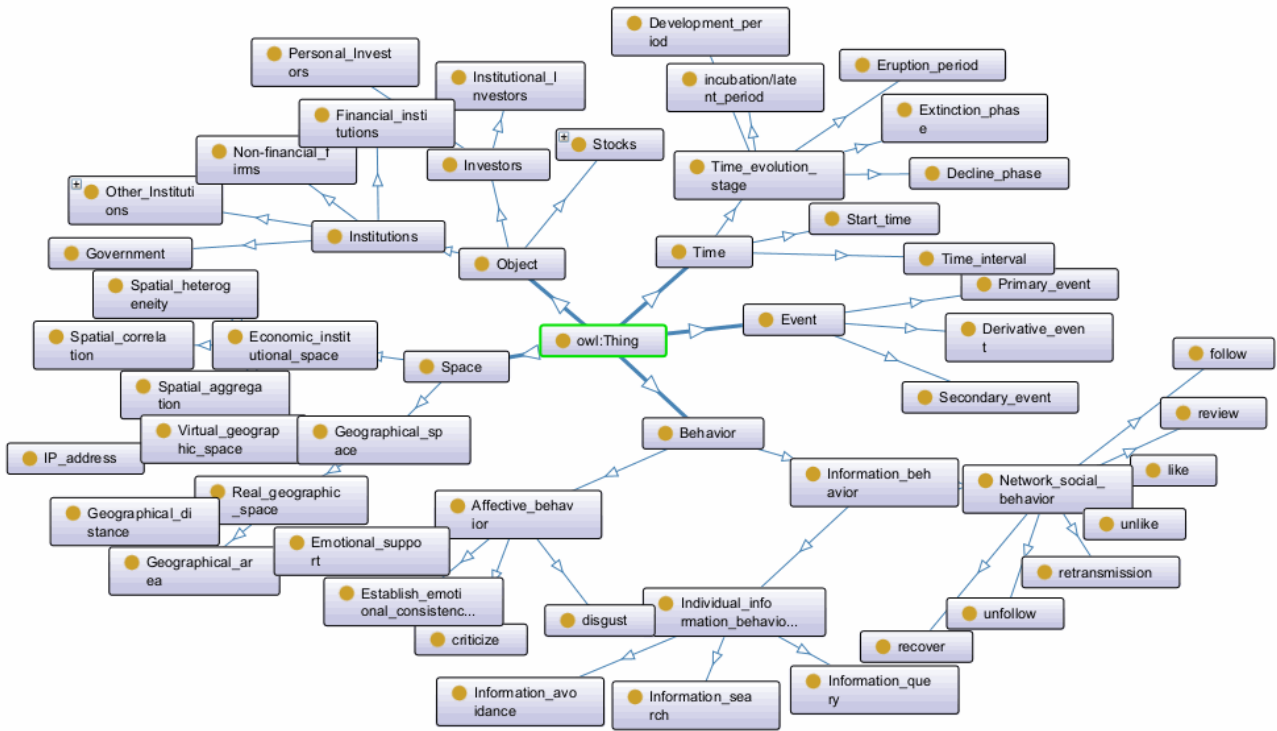 Development_per
iod
Personal_Invest
ors
Institutional_I
nvestors
incubation/late
nt_period
Eruption_period
Financial_insti
tutions
Extinction_phas
e
Non-financial_f
irms
Investors
Stocks
Time_evolution_
stage
Decline_phase
Other_Instituti
ons
Start_time
Institutions
Government
Object
Time
Time_interval
Spatial_heterog
eneity
Primary_event
Event
Spatial_correla
tion
Economic_instit
utional_space
owl:Thing
Derivative_even
t
Space
follow
Spatial_aggrega
tion
Secondary_event
review
Virtual_geograp
hic_space
Geographical_sp
ace
Behavior
IP_address
Information_beh
avior
Network_social_
behavior
like
Real_geographic
_space
Geographical_di
stance
Affective_behav
ior
unlike
Emotional_suppo
rt
Geographical_ar
ea
retransmission
Establish_emoti
onal_consistenc...
Individual_info
rmation_behavio...
disgust
unfollow
criticize
recover
Information_avo
idance
Information_sea
rch
Information_que
ry